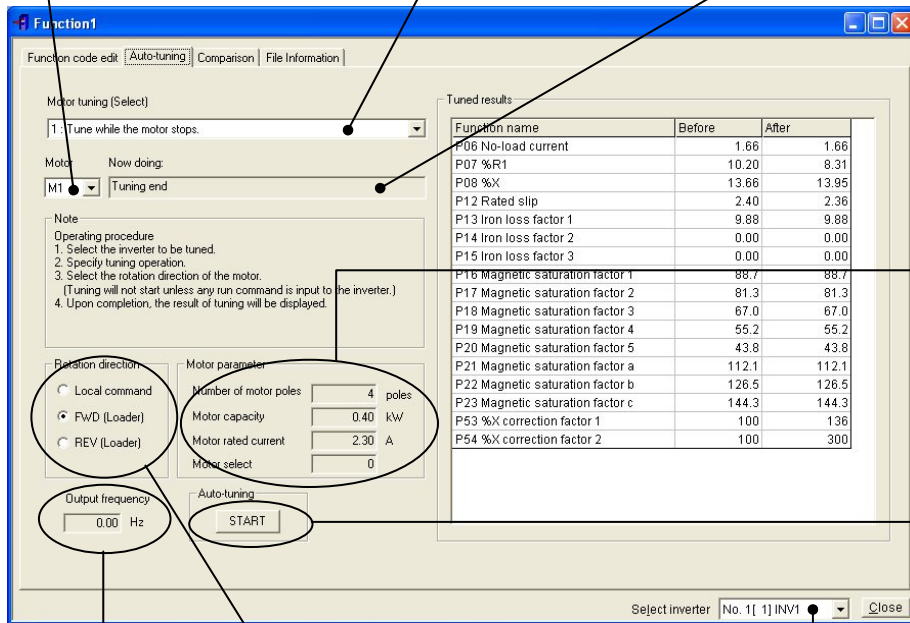 Function1
Function code edit Auto-tuning Comparison File Information
Motor tuning (Select)
1 : Tune while the motor stops.
Motor Now doing:
M1 Tuning end
Note
Operating procedure
1. Select the inverter to be tuned.
2. Specify tuning operation.
3. Select the rotation direction of the motor.
(Tuning will not start unless any run command is input to the inverter.)
4. Upon completion, the result of tuning will be displayed.
Rotation direction
Local command
FWD (Loader)
REV (Loader)
Motor parameter
Number of motor poles 4 poles
Motor capacity 0.40 kW
Motor rated current 2.30 A
Motor select 0
Output frequency
0.00 Hz
Auto-tuning
START
Tuned results
Function name Before After
P06 No-load current 1.66 1.66
P07 %R1 10.20 8.31
P08 %X 13.66 13.95
P12 Rated slip 2.40 2.36
P13 Iron loss factor 1 9.88 9.88
P14 Iron loss factor 2 0.00 0.00
P15 Iron loss factor 3 0.00 0.00
P16 Magnetic saturation factor 1 88.7 88.7
P17 Magnetic saturation factor 2 81.3 81.3
P18 Magnetic saturation factor 3 67.0 67.0
P19 Magnetic saturation factor 4 55.2 55.2
P20 Magnetic saturation factor 5 43.8 43.8
P21 Magnetic saturation factor a 112.1 112.1
P22 Magnetic saturation factor b 126.5 126.5
P23 Magnetic saturation factor c 144.3 144.3
P53 %X correction factor 1 100 136
P54 %X correction factor 2 100 300
Select inverter No. 1[ 1] INV1 Close